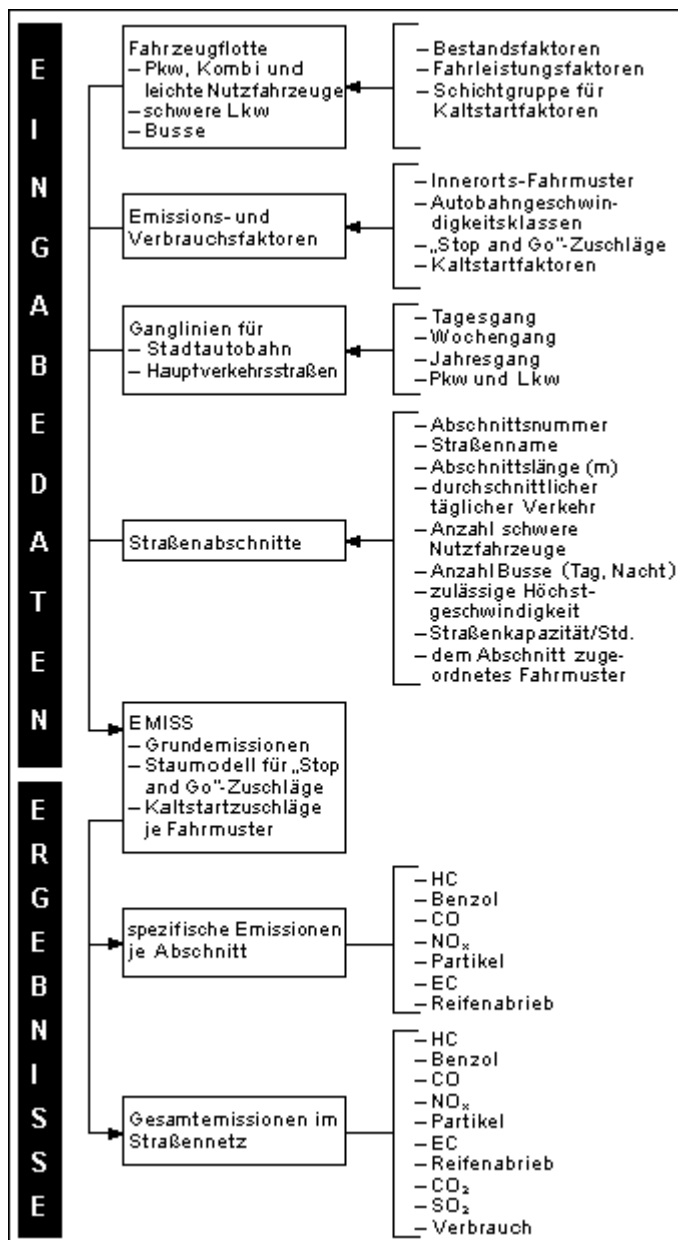 EINGABEDATEN
Fahrzeugflotte
– Pkw, Kombi und
leichte Nutzfahrzeuge
– schwere Lkw
– Busse
– Bestandsfaktoren
– Fahrleistungsfaktoren
– Schichtgruppe für
Kaltstartfaktoren
Emissions- und
Verbrauchsfaktoren
– Innerorts-Fahrmuster
– Autobahngeschwin-
digkeitsklassen
– „Stop and Go"-Zuschläge
– Kaltstartfaktoren
Ganglinien für
– Stadtautobahn
– Hauptverkehrsstraßen
– Tagesgang
– Wochengang
– Jahresgang
– Pkw und Lkw
Straßenabschnitte
– Abschnittsnummer
– Straßenname
– Abschnittslänge (m)
– durchschnittlicher
täglicher Verkehr
– Anzahl schwere
Nutzfahrzeuge
– Anzahl Busse (Tag, Nacht)
– zulässige Höchst-
geschwindigkeit
– Straßenkapazität/Std.
– dem Abschnitt zuge-
ordnetes Fahrmuster
EMISS
– Grundemissionen
– Staumodell für „Stop
and Go"-Zuschläge
– Kaltstartzuschläge
je Fahrmuster
ERGEBNISSE
spezifische Emissionen
je Abschnitt
– HC
– Benzol
– CO
– NOₓ
– Partikel
– EC
– Reifenabrieb
Gesamtemissionen im
Straßennetz
– HC
– Benzol
– CO
– NOₓ
– Partikel
– EC
– Reifenabrieb
– CO₂
– SO₂
– Verbrauch